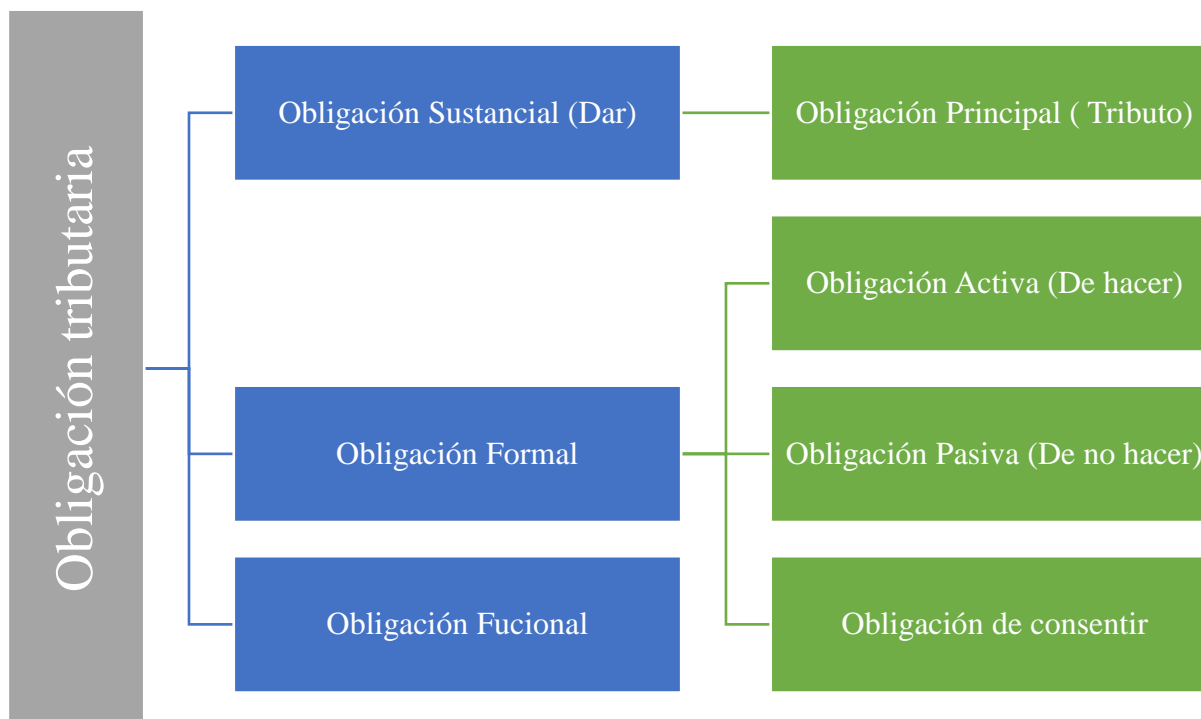 Obligación tributaria
Obligación Sustancial (Dar)
Obligación Principal ( Tributo)
Obligación Formal
Obligación Activa (De hacer)
Obligación Pasiva (De no hacer)
Obligación de consentir
Obligación Fucional